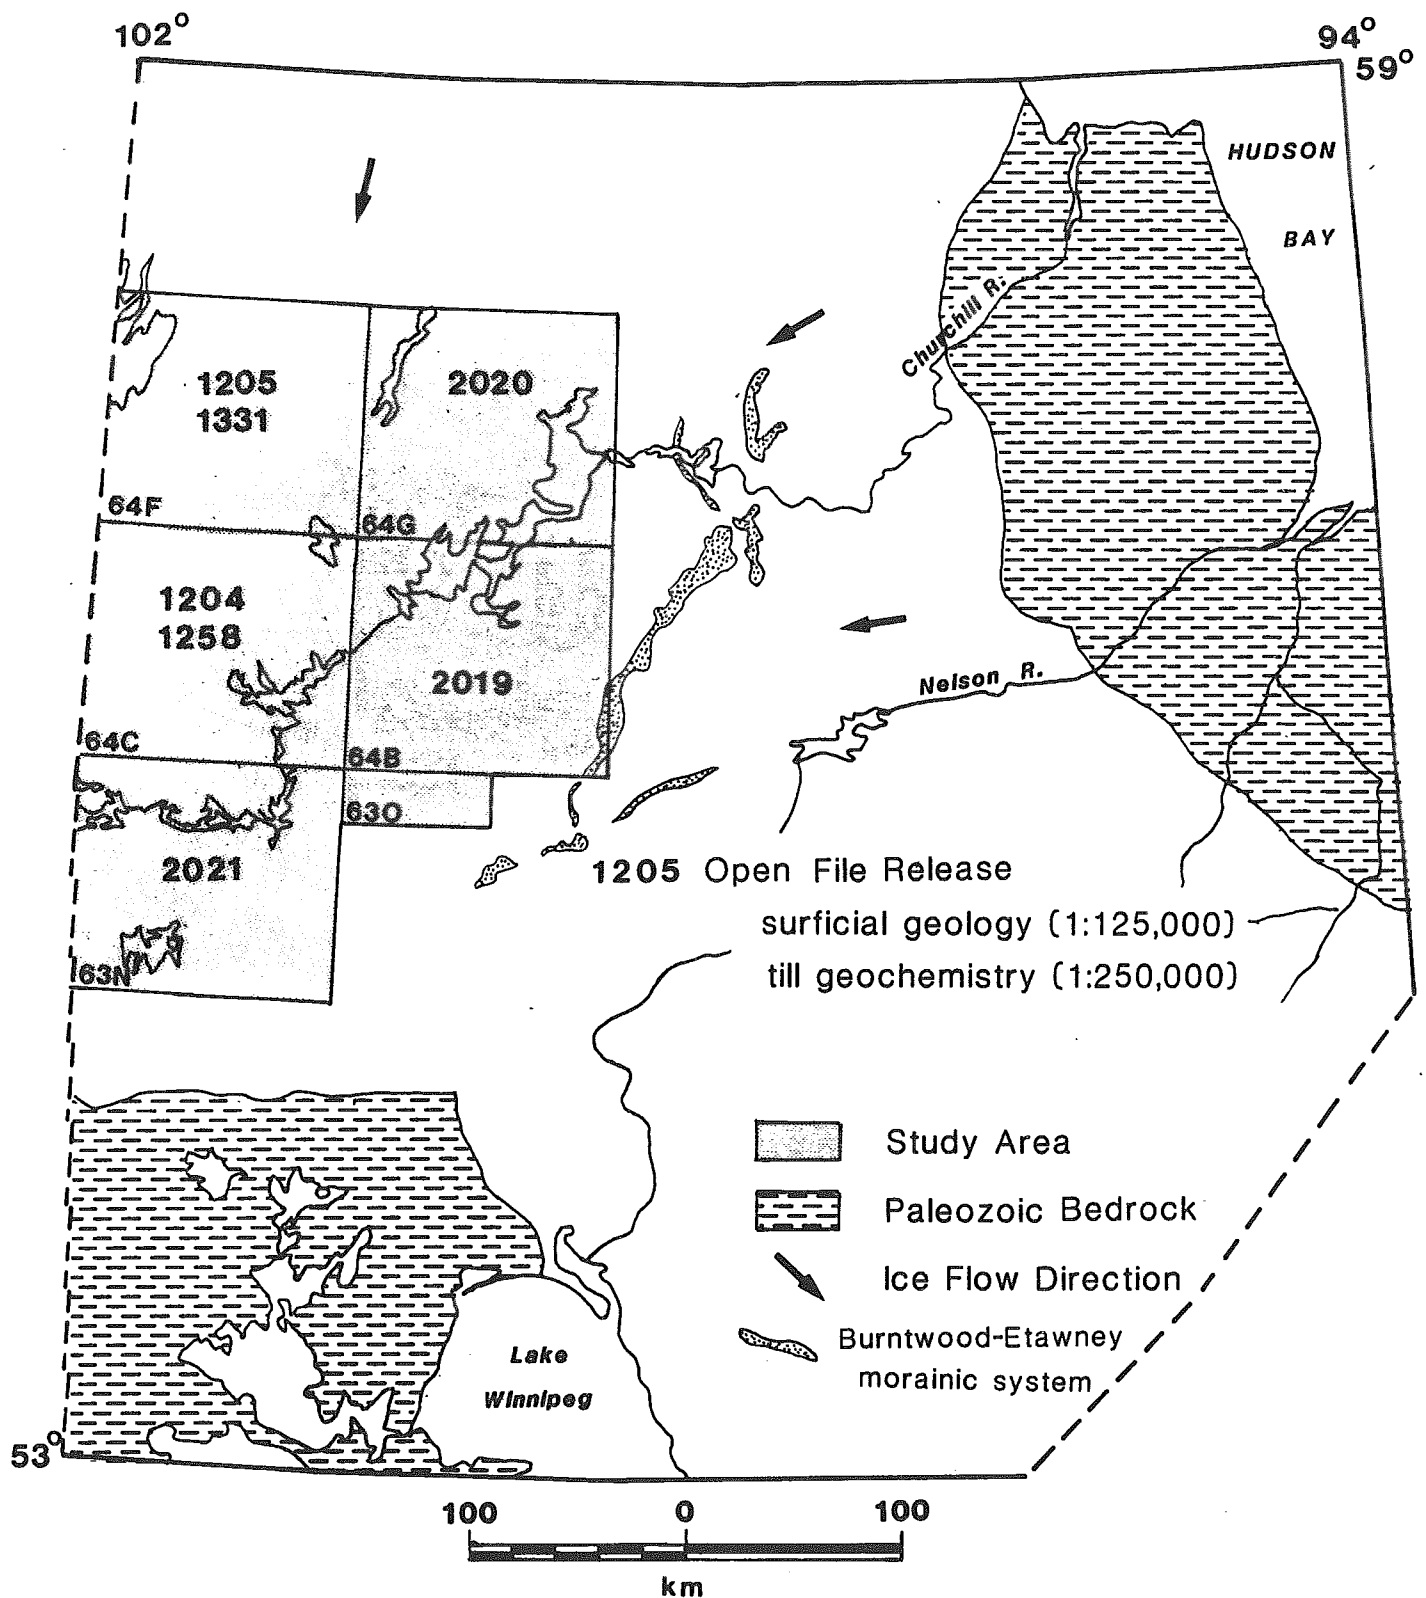 102°
94°
59°
HUDSON
BAY
Churchill R.
1205
1331
2020
64F
64G
1204
1258
2019
Nelson R.
64C
64B
63O
2021
63N
1205 Open File Release
surficial geology (1:125,000)
till geochemistry (1:250,000)
Study Area
Paleozoic Bedrock
Ice Flow Direction
Burntwood-Etawney
morainic system
Lake
Winnipeg
53°
100 0 100
km